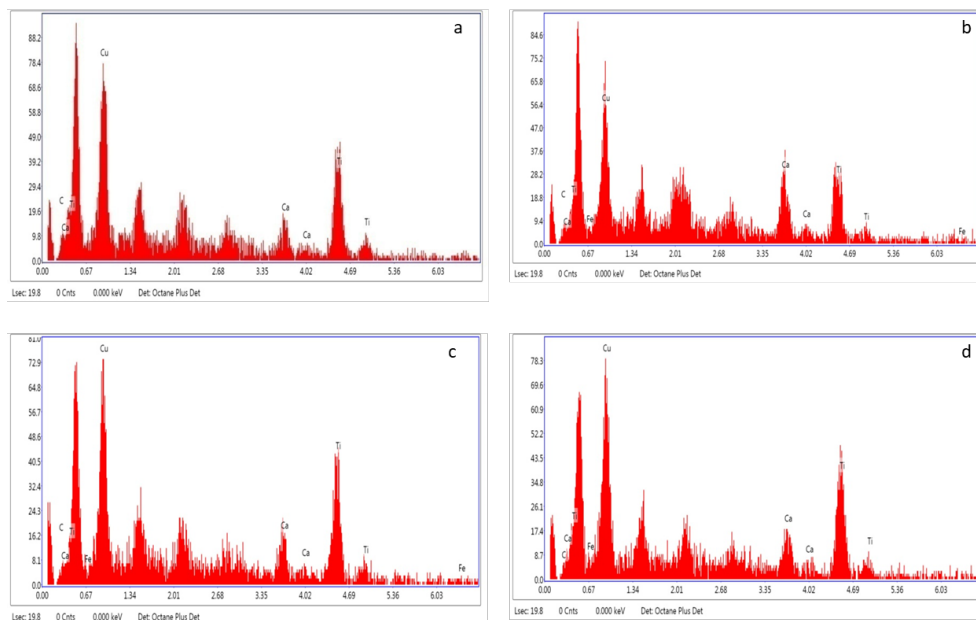 a
88.2
78.4
68.6
58.8
49.0
39.2
29.4
19.6
9.8
0.0
Cu
C
Ti
Ca
Ca
Ca
Ti
Ti
0.00 0.67 1.34 2.01 2.68 3.35 4.02 4.69 5.36 6.03
Lsec: 19.8 0 Cnts 0.000 keV Det: Octane Plus Det
b
84.6
75.2
65.8
56.4
47.0
37.6
28.2
18.8
9.4
0.0
Cu
C
Ti
Ca
Fe
Ca
Ca
Ti
Ti
Fe
0.00 0.67 1.34 2.01 2.68 3.35 4.02 4.69 5.36 6.03
Lsec: 19.8 0 Cnts 0.000 keV Det: Octane Plus Det
c
81.0
72.9
64.8
56.7
48.6
40.5
32.4
24.3
16.2
8.1
0.0
Cu
C
Ti
Ca
Fe
Ca
Ca
Ti
Ti
Fe
0.00 0.67 1.34 2.01 2.68 3.35 4.02 4.69 5.36 6.03
Lsec: 19.8 0 Cnts 0.000 keV Det: Octane Plus Det
d
78.3
69.6
60.9
52.2
43.5
34.8
26.1
17.4
8.7
0.0
Cu
Ti
Ca
C
Fe
Ca
Ca
Ti
Ti
0.00 0.67 1.34 2.01 2.68 3.35 4.02 4.69 5.36 6.03
Lsec: 19.8 0 Cnts 0.000 keV Det: Octane Plus Det